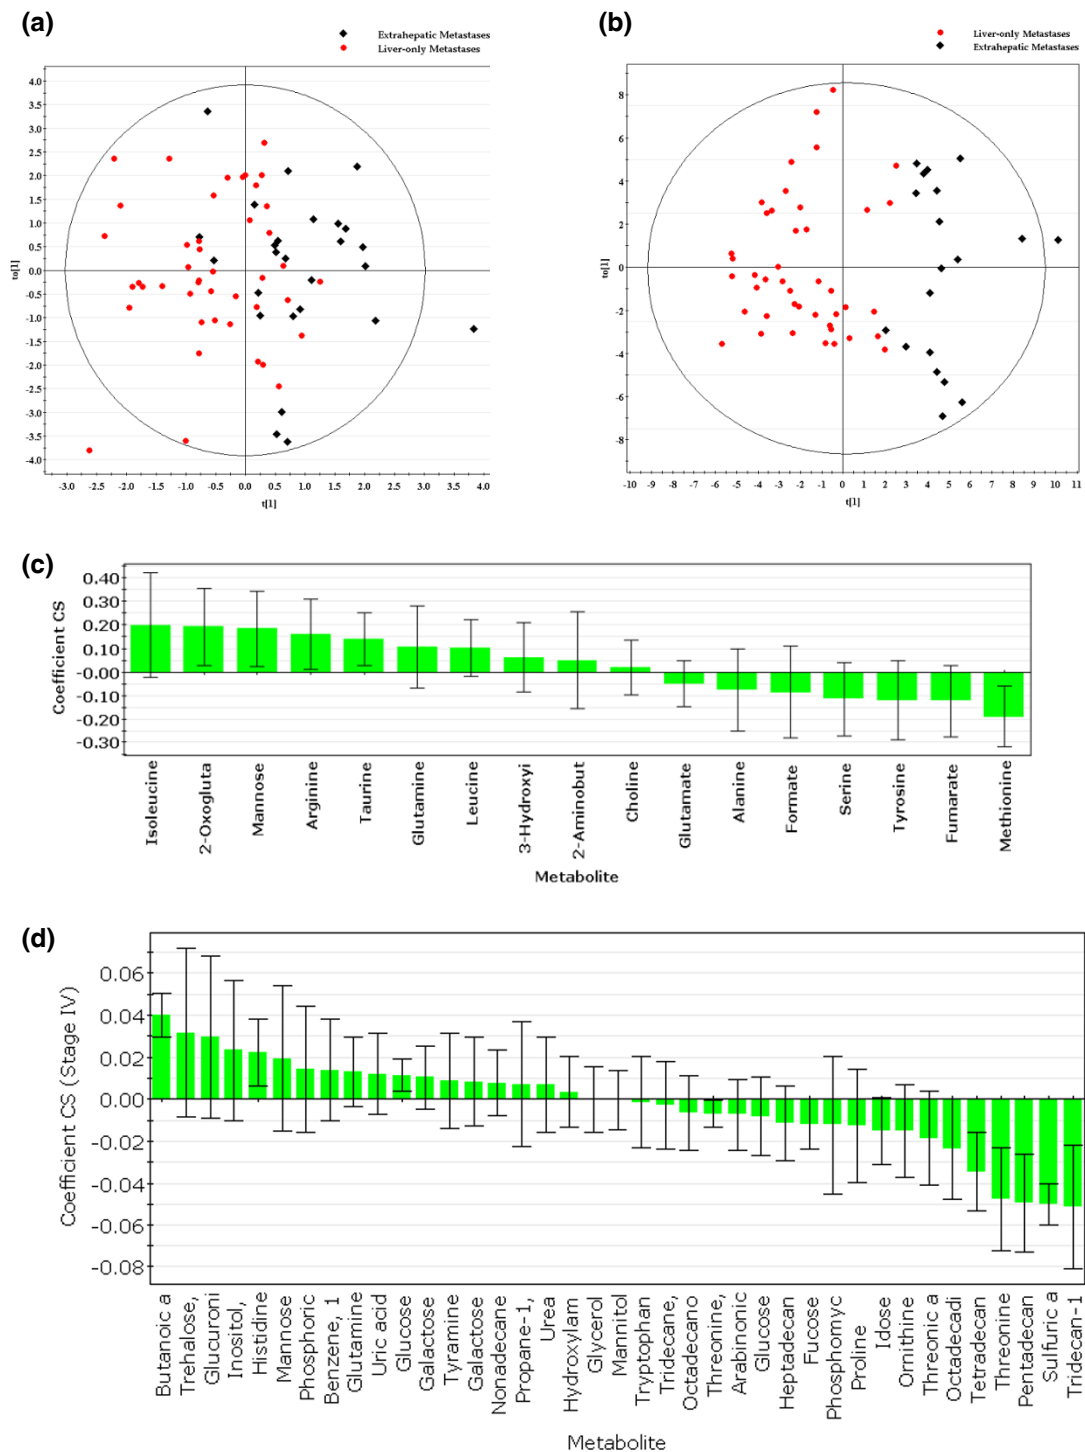 (a)
Extrahepatic Metastases
Liver-only Metastases
to[1]
4.0
3.5
3.0
2.5
2.0
1.5
1.0
0.5
0.0
-0.5
-1.0
-1.5
-2.0
-2.5
-3.0
-3.5
-4.0
-3.0 -2.5 -2.0 -1.5 -1.0 -0.5 0.0 0.5 1.0 1.5 2.0 2.5 3.0 3.5 4.0
t[1]
(b)
Liver-only Metastases
Extrahepatic Metastases
to[1]
8
6
4
2
0
-2
-4
-6
-8
-10 -9 -8 -7 -6 -5 -4 -3 -2 -1 0 1 2 3 4 5 6 7 8 9 10 11
t[1]
(c)
Coefficient CS
0.40
0.30
0.20
0.10
-0.00
-0.10
-0.20
-0.30
Isoleucine
2-Oxogluta
Mannose
Arginine
Taurine
Glutamine
Leucine
3-Hydroxyi
2-Aminobut
Choline
Glutamate
Alanine
Formate
Serine
Tyrosine
Fumarate
Methionine
Metabolite
(d)
Coefficient CS (Stage IV)
0.06
0.04
0.02
0.00
-0.02
-0.04
-0.06
-0.08
Butanoic a
Trehalose,
Glucuroni
Inositol,
Histidine
Mannose
Phosphoric
Benzene, 1
Glutamine
Uric acid
Glucose
Galactose
Tyramine
Galactose
Nonadecane
Propane-1,
Urea
Hydroxylam
Glycerol
Mannitol
Tryptophan
Tridecane,
Octadecano
Threonine,
Arabinonic
Glucose
Heptadecan
Fucose
Phosphomyc
Proline
Idose
Ornithine
Threonic a
Octadecadi
Tetradecan
Threonine
Pentadecan
Sulfuric a
Tridecan-1
Metabolite